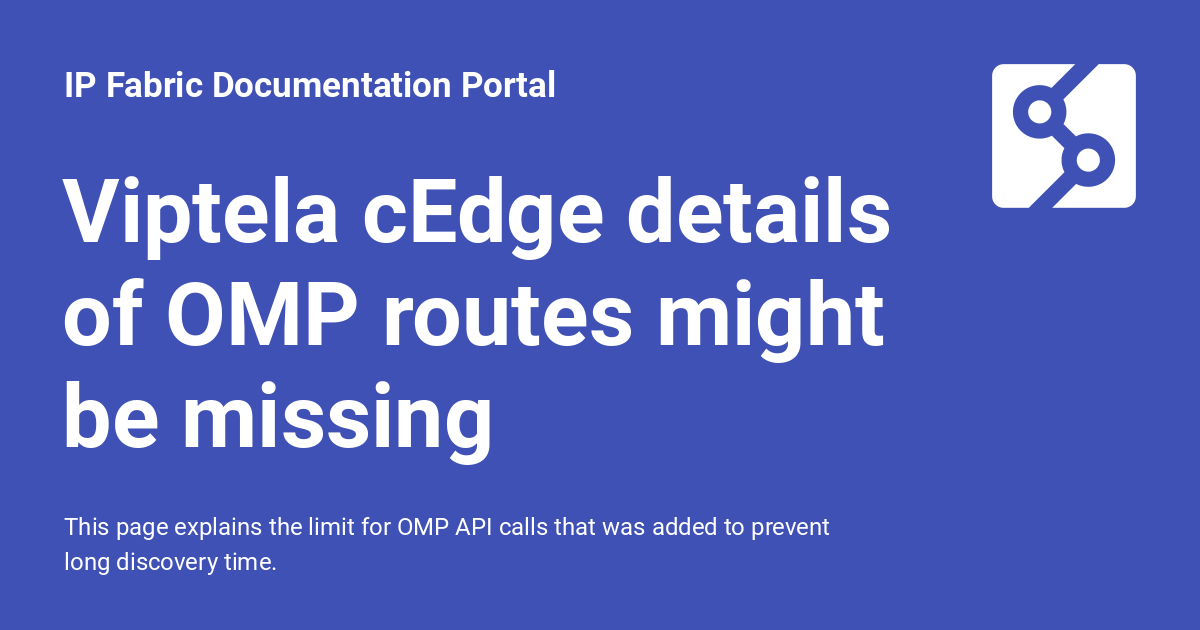 IP Fabric Documentation Portal
Viptela cEdge details
of OMP routes might
be missing
This page explains the limit for OMP API calls that was added to prevent
long discovery time.